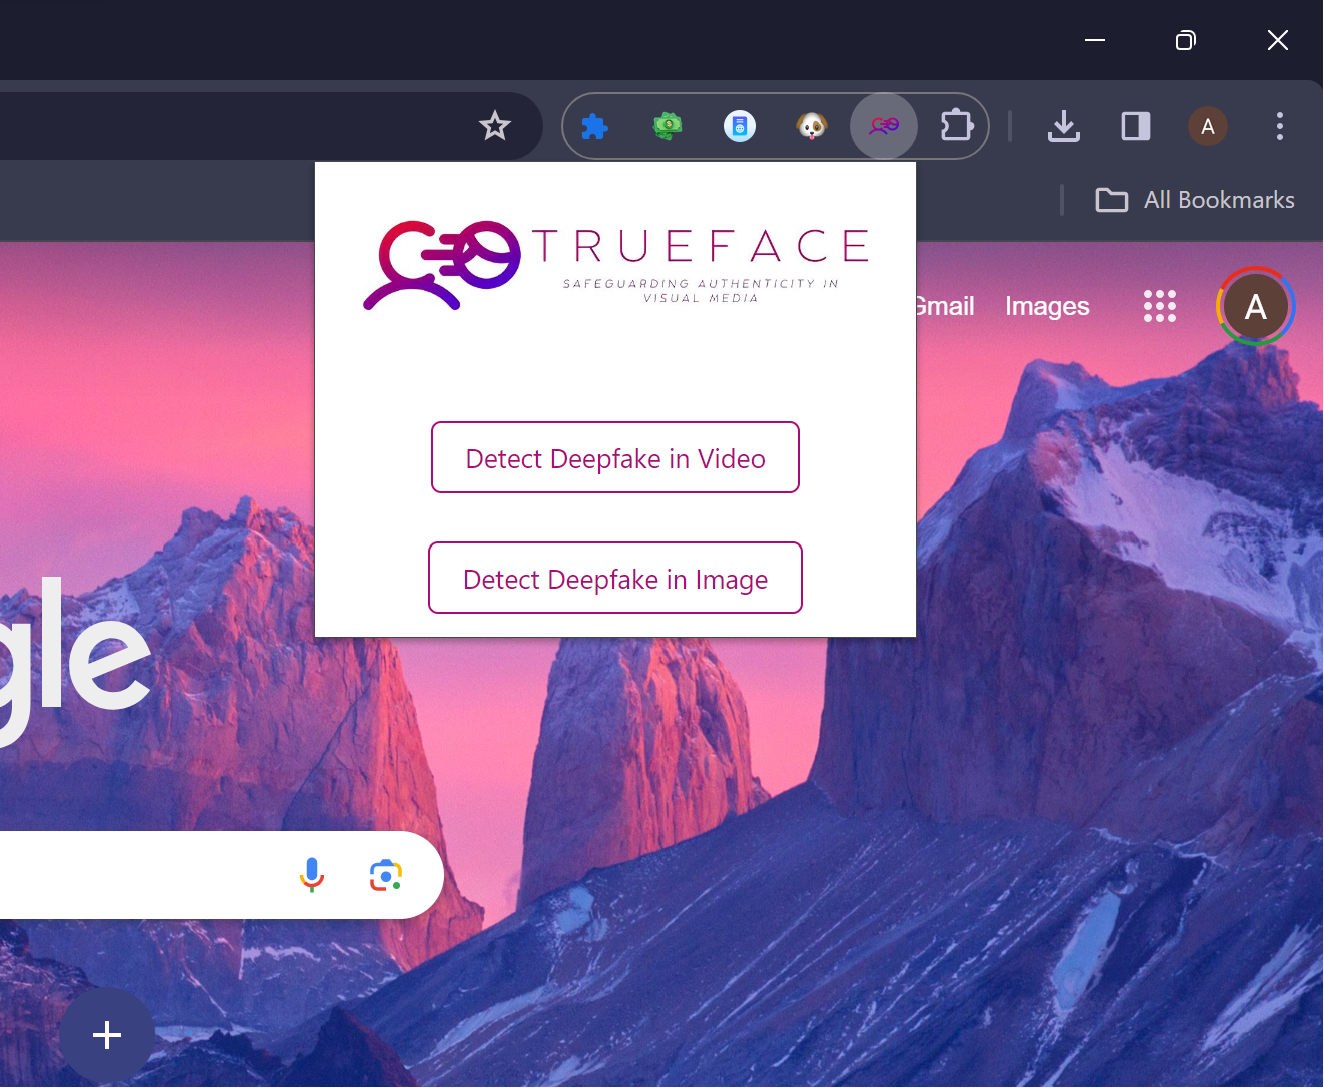 A
All Bookmarks
TRUEFACE
SAFEGUARDING AUTHENTICITY IN
VISUAL MEDIA
Gmail Images
A
Detect Deepfake in Video
Detect Deepfake in Image
gle